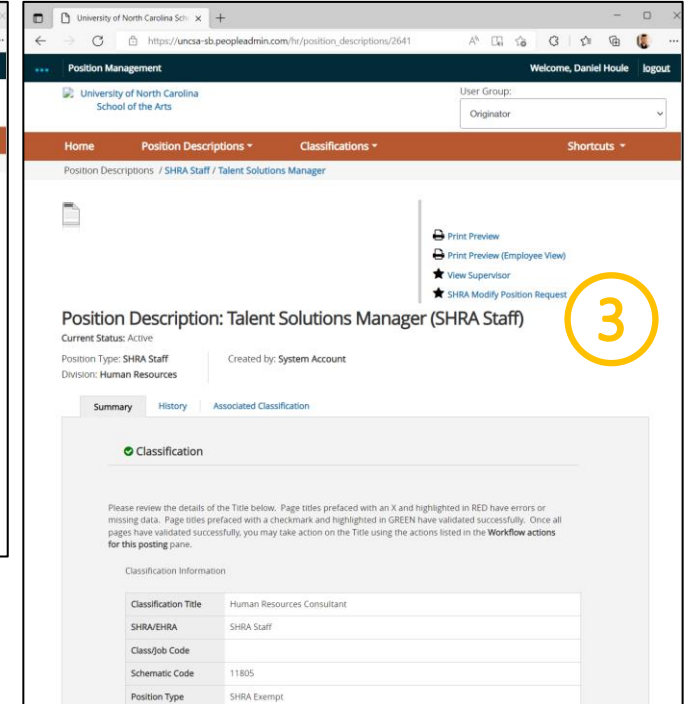 University of North Carolina Sch
https://uncsa-sb.peopleadmin.com/hr/position_descriptions/2641
Position Management
Welcome, Daniel Houle logout
University of North Carolina
School of the Arts
User Group:
Originator
Home Position Descriptions Classifications Shortcuts
Position Descriptions / SHRA Staff / Talent Solutions Manager
Print Preview
Print Preview (Employee View)
View Supervisor
SHRA Modify Position Request
3
Position Description: Talent Solutions Manager (SHRA Staff)
Current Status: Active
Position Type: SHRA Staff Created by: System Account
Division: Human Resources
Summary History Associated Classification
Classification
Please review the details of the Title below. Page titles prefaced with an X and highlighted in RED have errors or
missing data. Page titles prefaced with a checkmark and highlighted in GREEN have validated successfully. Once all
pages have validated successfully, you may take action on the Title using the actions listed in the Workflow actions
for this posting pane.
Classification Information
Classification Title Human Resources Consultant
SHRA/EHRA SHRA Staff
Class/Job Code
Schematic Code 11805
Position Type SHRA Exempt